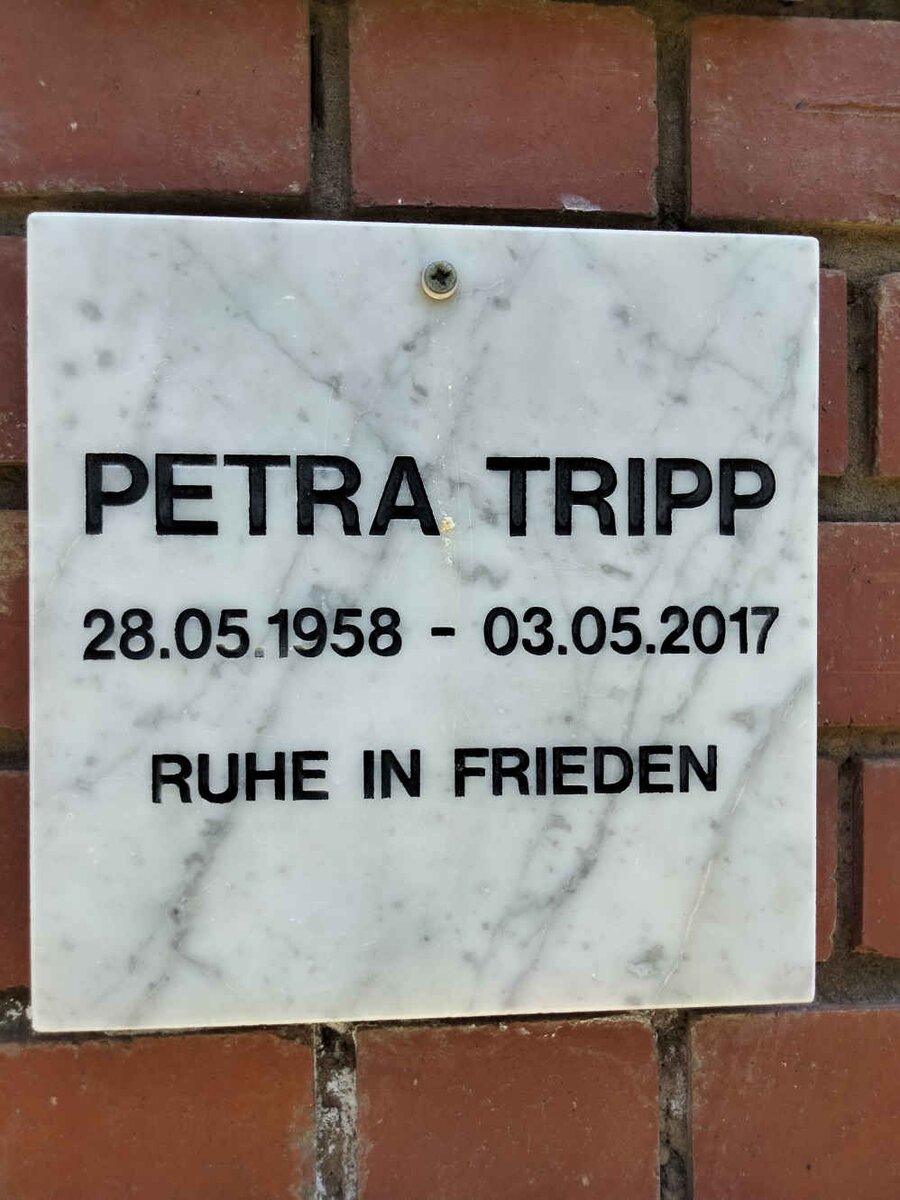 PETRA TRIPP
28.05.1958 - 03.05.2017
RUHE IN FRIEDEN